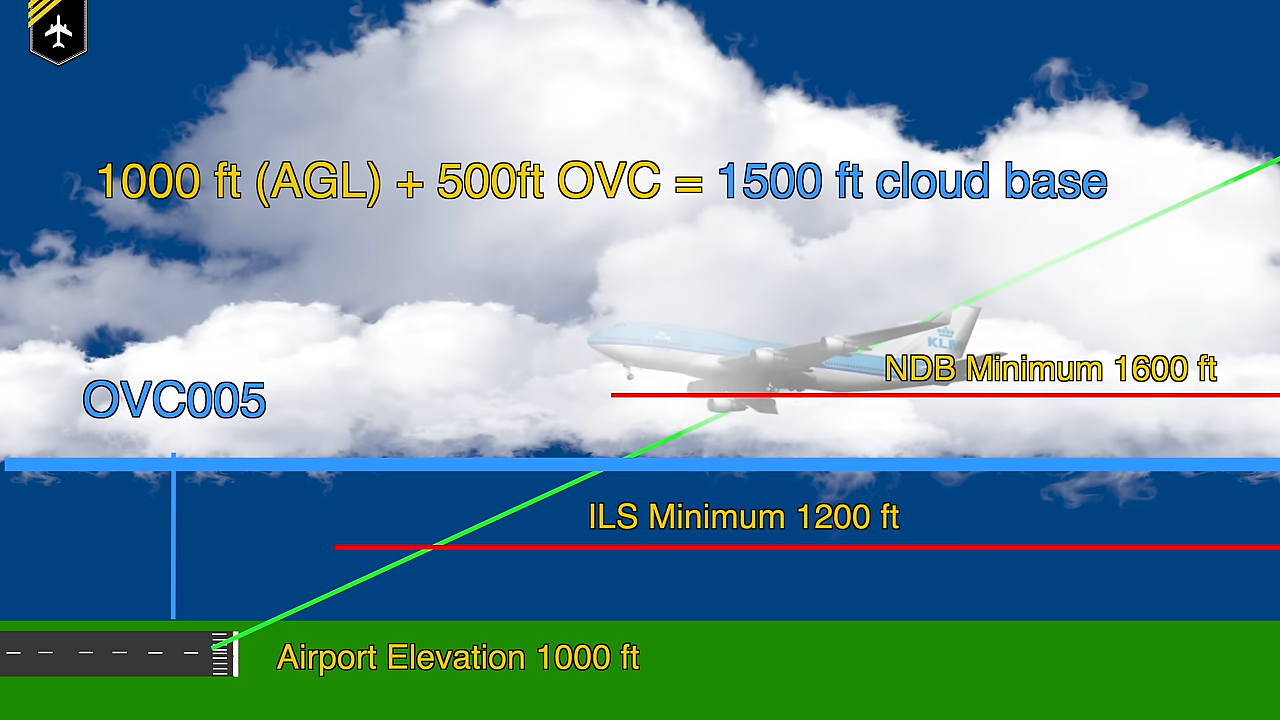 1000 ft (AGL) + 500ft OVC = 1500 ft cloud base
KLM
NDB Minimum 1600 ft
OVC005
ILS Minimum 1200 ft
Airport Elevation 1000 ft